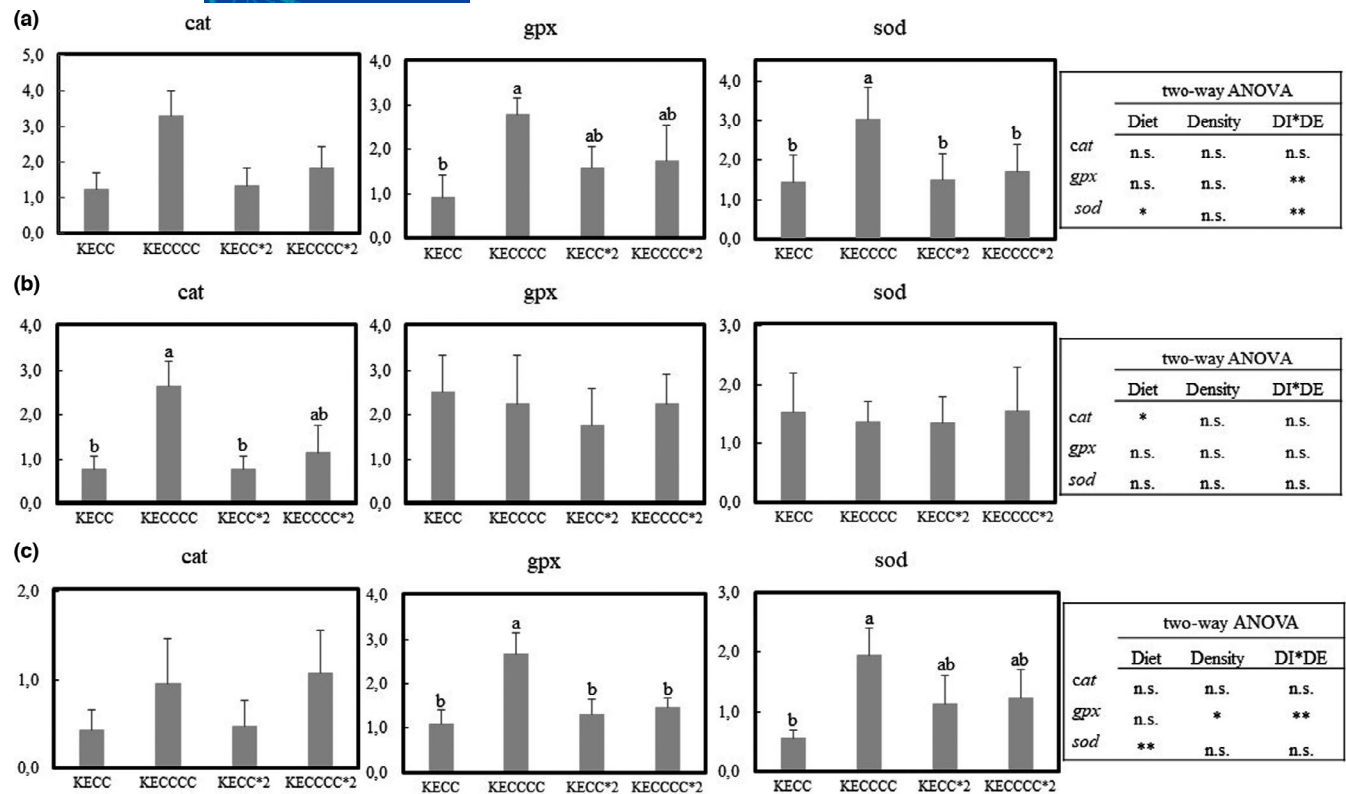 (a)
cat
gpx
sod
5,0
4,0
3,0
2,0
1,0
0,0
KECC KECCCC KECC*2 KECCCC*2
4,0
3,0
2,0
1,0
0,0
b a ab ab
KECC KECCCC KECC*2 KECCCC*2
4,0
3,0
2,0
1,0
0,0
b a b b
KECC KECCCC KECC*2 KECCCC*2
two-way ANOVA
Diet Density DI*DE
cat n.s. n.s. n.s.
gpx n.s. n.s. **
sod * n.s. **
(b)
cat
gpx
sod
4,0
3,0
2,0
1,0
0,0
b a b ab
KECC KECCCC KECC*2 KECCCC*2
4,0
3,0
2,0
1,0
0,0
KECC KECCCC KECC*2 KECCCC*2
3,0
2,0
1,0
0,0
KECC KECCCC KECC*2 KECCCC*2
two-way ANOVA
Diet Density DI*DE
cat * n.s. n.s.
gpx n.s. n.s. n.s.
sod n.s. n.s. n.s.
(c)
cat
gpx
sod
2,0
1,0
0,0
KECC KECCCC KECC*2 KECCCC*2
4,0
3,0
2,0
1,0
0,0
b a b b
KECC KECCCC KECC*2 KECCCC*2
3,0
2,0
1,0
0,0
b a ab ab
KECC KECCCC KECC*2 KECCCC*2
two-way ANOVA
Diet Density DI*DE
cat n.s. n.s. n.s.
gpx n.s. * **
sod ** n.s. n.s.